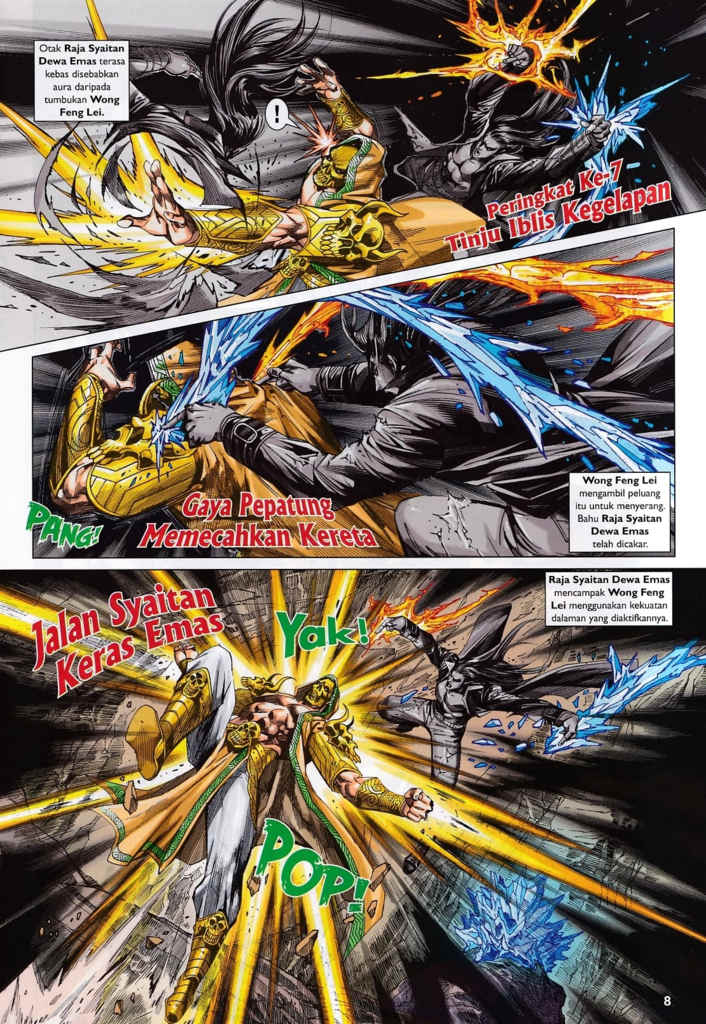 Otak Raja Syaitan
Dewa Emas terasa
kebas disebabkan
aura daripada
tumbukan Wong
Feng Lei.
!
Peringkat Ke-7 –
Tinju Iblis Kegelapan
PANG!
Gaya Pepatung
Memecahkan Kereta
Wong Feng Lei
mengambil peluang
itu untuk menyerang.
Bahu Raja Syaitan
Dewa Emas
telah dicakar.
Jalan Syaitan
Keras Emas
Yak!
Raja Syaitan Dewa Emas
mencampak Wong Feng
Lei menggunakan kekuatan
dalaman yang diaktifkannya.
POP!
8